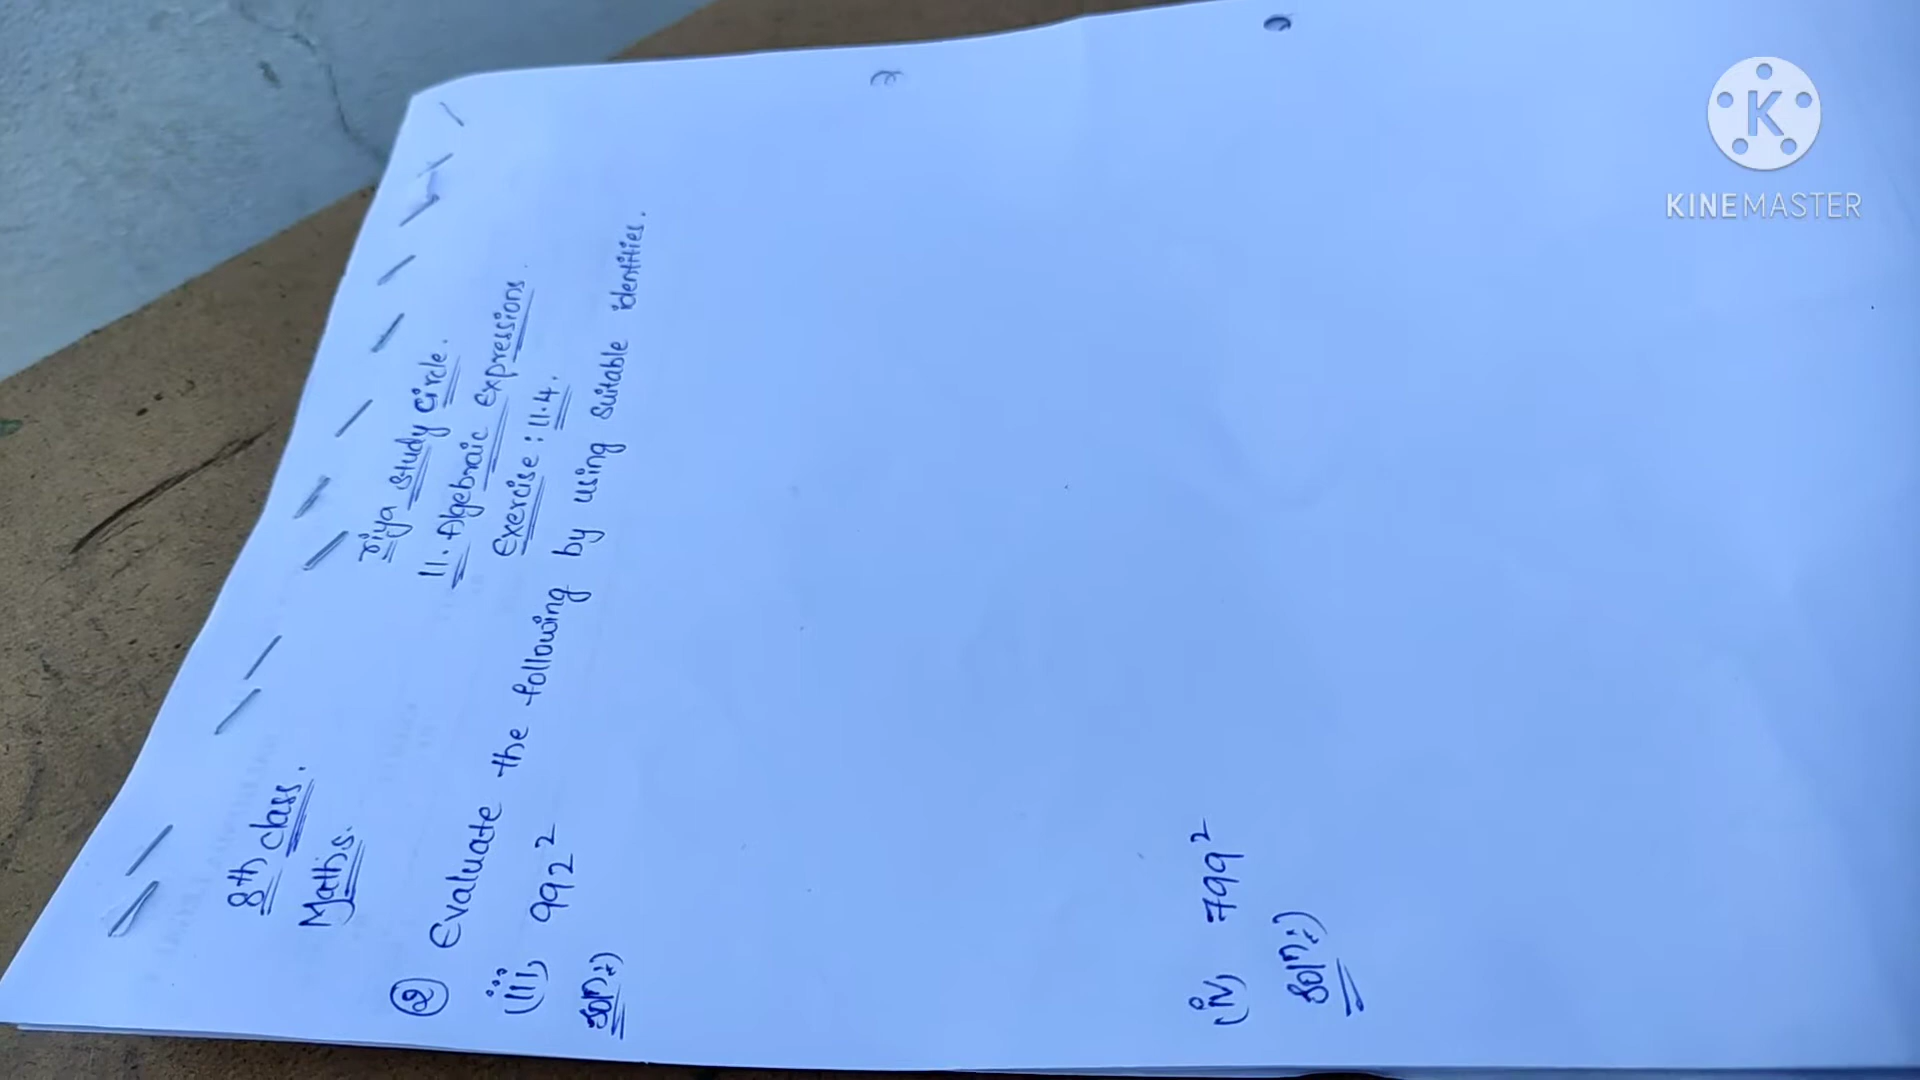 riya study circle.
8th class.
11. Algebraic Expressions.
Maths.
Exercise : 11.4.
② Evaluate the following by using suitable identities.
(iii) 992²
Soln:)
(iv) 799²
Soln:)
KINEMASTER